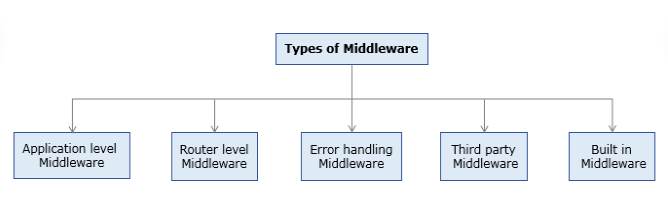 Types of Middleware
Application level
Middleware
Router level
Middleware
Error handling
Middleware
Third party
Middleware
Built in
Middleware